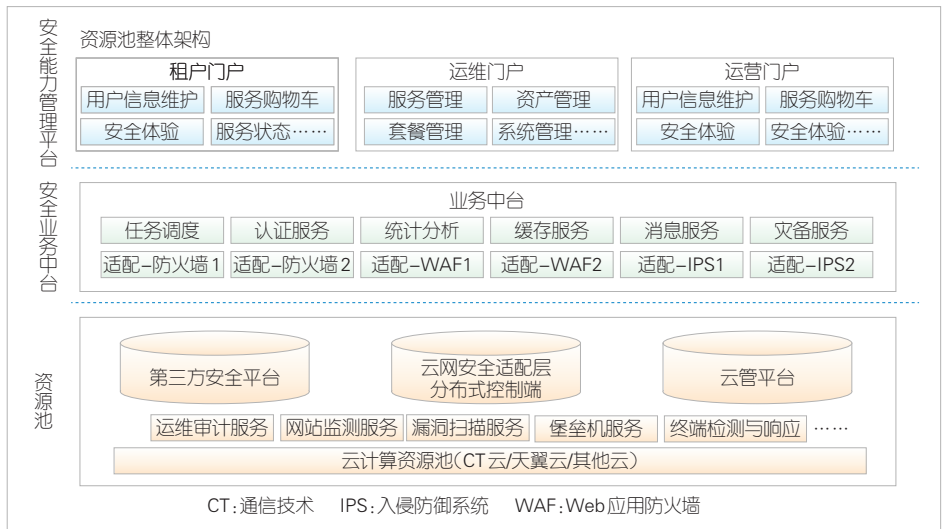 安全能力管理平台
资源池整体架构
租户门户
用户信息维护
服务购物车
安全体验
服务状态……
运维门户
服务管理
资产管理
套餐管理
系统管理……
运营门户
用户信息维护
服务购物车
安全体验
安全体验……
安全业务中台
业务中台
任务调度
认证服务
统计分析
缓存服务
消息服务
灾备服务
适配-防火墙1
适配-防火墙2
适配-WAF1
适配-WAF2
适配-IPS1
适配-IPS2
资源池
第三方安全平台
云网安全适配层
分布式控制端
云管平台
运维审计服务
网站监测服务
漏洞扫描服务
堡垒机服务
终端检测与响应
……
云计算资源池(CT云/天翼云/其他云)
CT:通信技术 IPS:入侵防御系统 WAF:Web应用防火墙